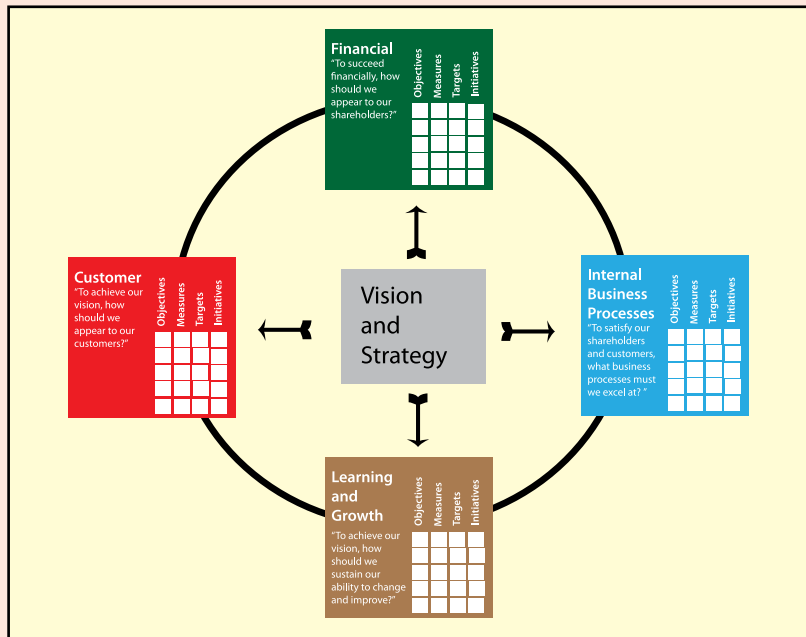 Financial
"To succeed
financially, how
should we
appear to our
shareholders?"
Objectives
Measures
Targets
Initiatives
Customer
"To achieve our
vision, how
should we
appear to our
customers?"
Objectives
Measures
Targets
Initiatives
Vision
and
Strategy
Internal
Business
Processes
"To satisfy our
shareholders
and customers,
what business
processes must
we excel at? "
Objectives
Measures
Targets
Initiatives
Learning
and
Growth
"To achieve our
vision, how
should we
sustain our
ability to change
and improve?"
Objectives
Measures
Targets
Initiatives